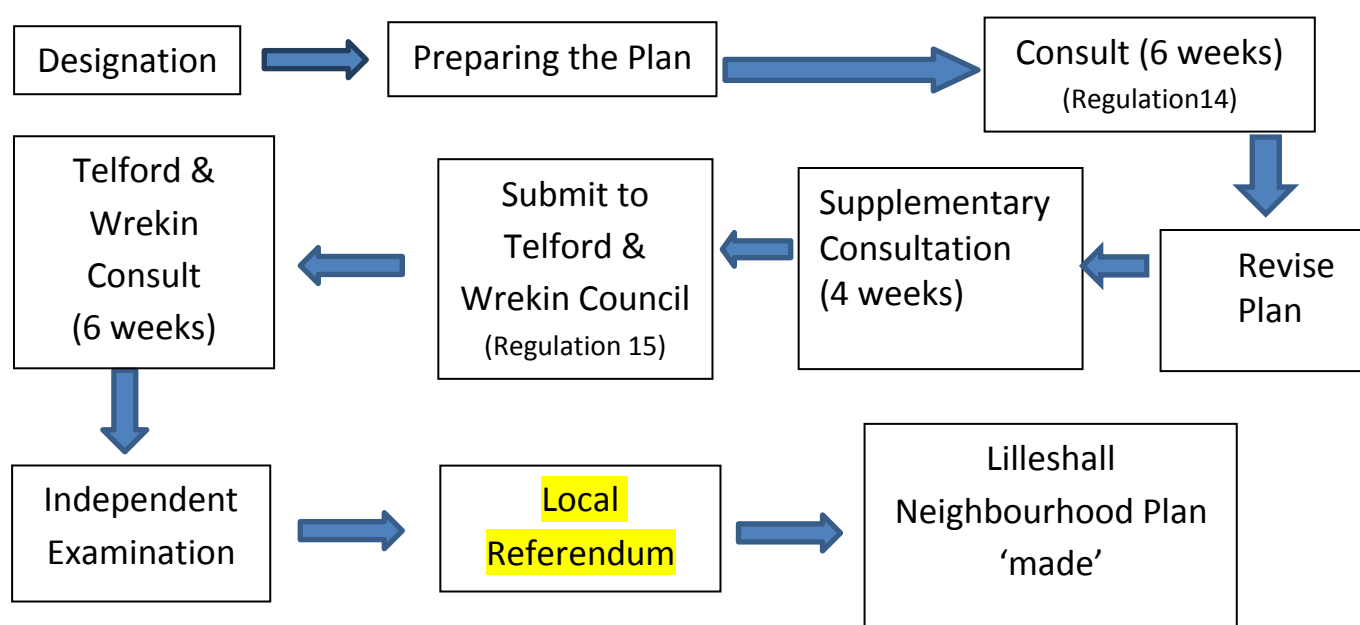 Designation
Preparing the Plan
Consult (6 weeks)
(Regulation14)
Revise
Plan
Supplementary
Consultation
(4 weeks)
Submit to
Telford &
Wrekin Council
(Regulation 15)
Telford &
Wrekin
Consult
(6 weeks)
Independent
Examination
Local
Referendum
Lilleshall
Neighbourhood Plan
‘made’